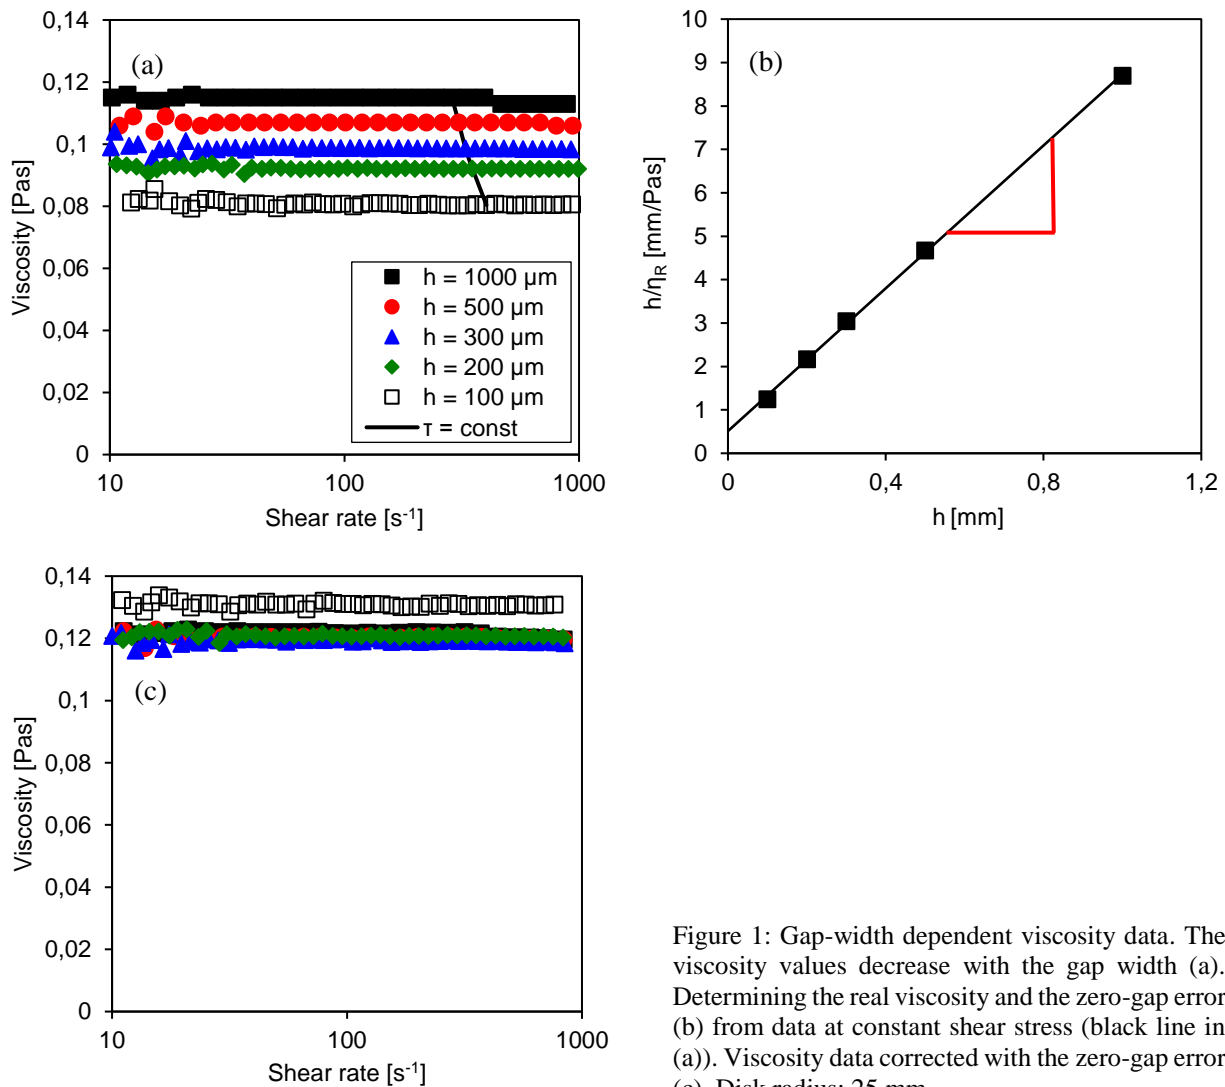 0,14
0,12
0,1
0,08
0,06
0,04
0,02
0
Viscosity [Pas]
(a)
h = 1000 µm
h = 500 µm
h = 300 µm
h = 200 µm
h = 100 µm
τ = const
10 100 1000
Shear rate [s⁻¹]
10
9
8
7
6
5
4
3
2
1
0
h/ηR [mm/Pas]
(b)
0 0,4 0,8 1,2
h [mm]
0,14
0,12
0,1
0,08
0,06
0,04
0,02
0
Viscosity [Pas]
(c)
10 100 1000
Shear rate [s⁻¹]
Figure 1: Gap-width dependent viscosity data. The
viscosity values decrease with the gap width (a).
Determining the real viscosity and the zero-gap error
(b) from data at constant shear stress (black line in
(a)). Viscosity data corrected with the zero-gap error
(c). Disk radius: 25 mm